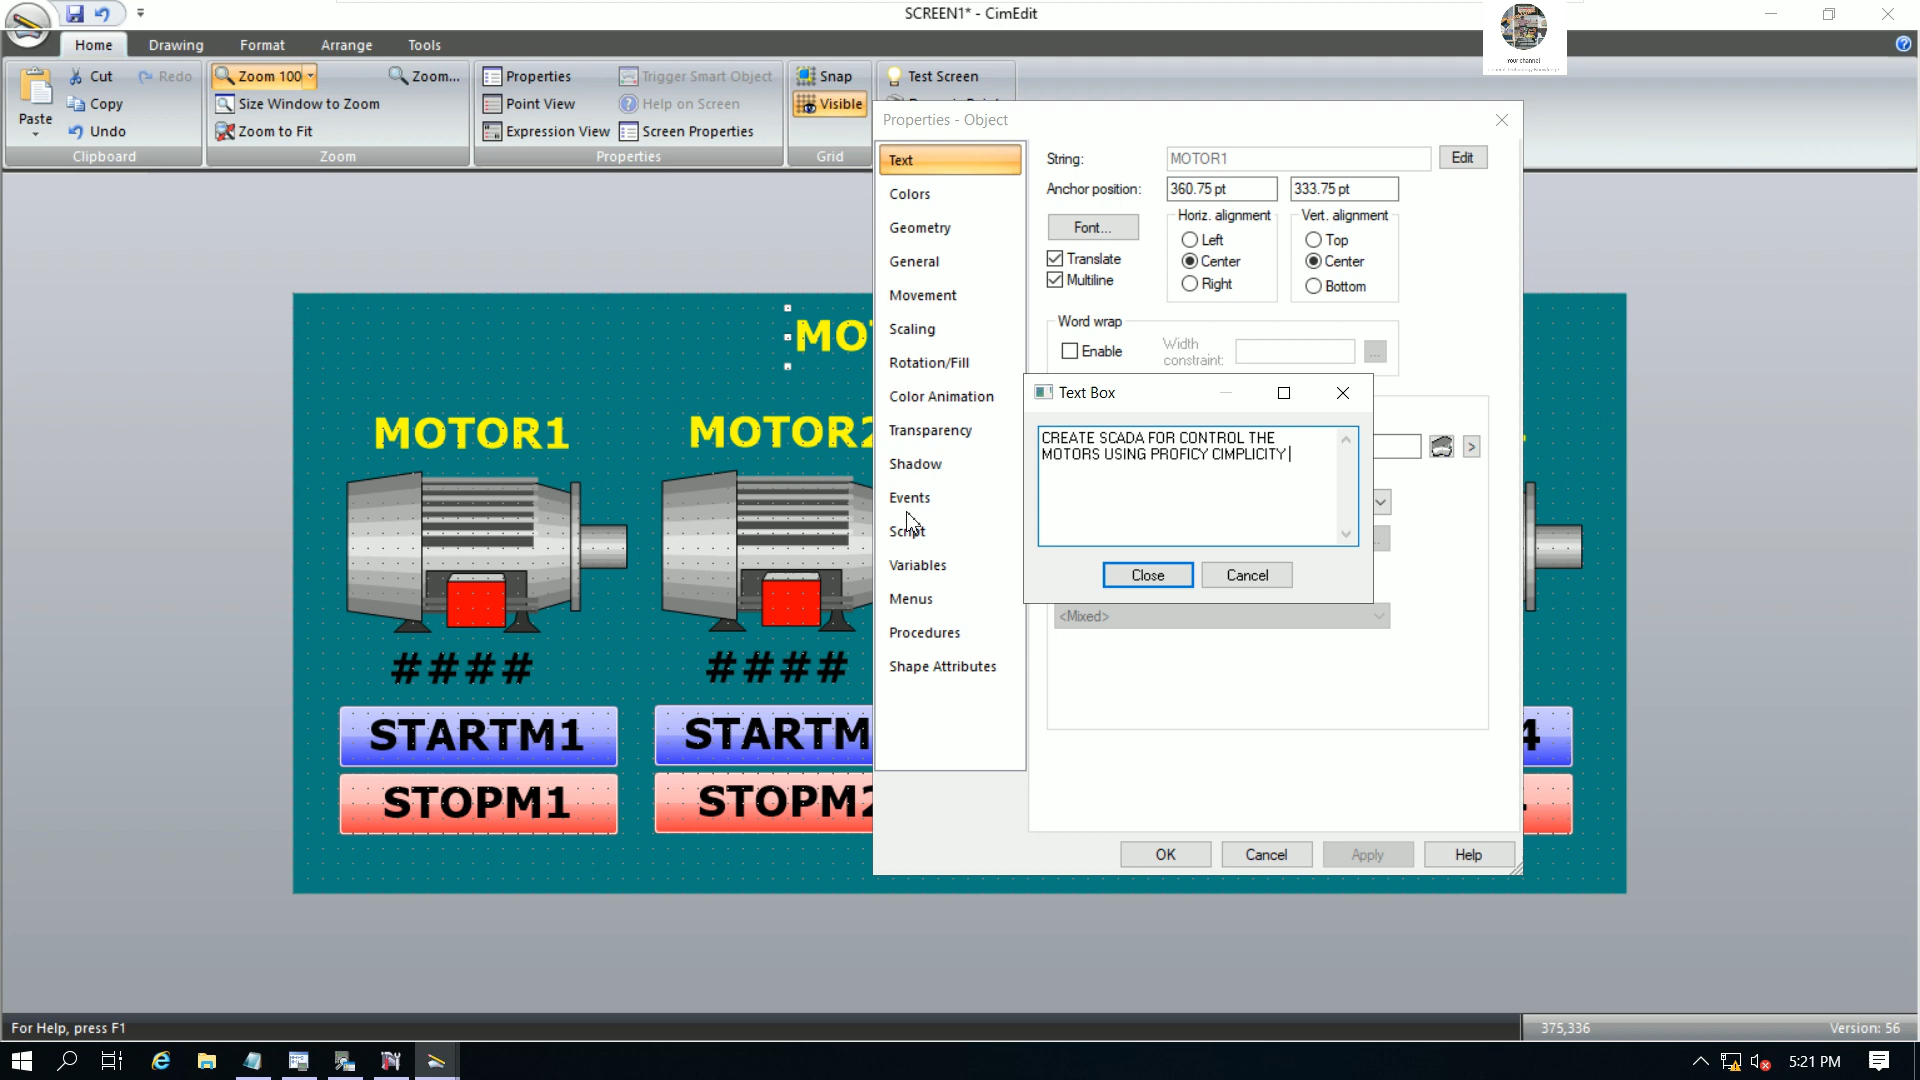 SCREEN1* - CimEdit
Home
Drawing
Format
Arrange
Tools
Paste
Cut
Copy
Undo
Redo
Clipboard
Zoom 100
Zoom...
Size Window to Zoom
Zoom to Fit
Zoom
Properties
Point View
Expression View
Trigger Smart Object
Help on Screen
Screen Properties
Properties
Snap
Visible
Grid
Test Screen
Your channel
Properties - Object
Text
Colors
Geometry
General
Movement
Scaling
Rotation/Fill
Color Animation
Transparency
Shadow
Events
Script
Variables
Menus
Procedures
Shape Attributes
String:
MOTOR1
Edit
Anchor position:
360.75 pt
333.75 pt
Font...
Translate
Multiline
Horiz. alignment
Left
Center
Right
Vert. alignment
Top
Center
Bottom
Word wrap
Enable
Width
constraint:
...
Text Box
CREATE SCADA FOR CONTROL THE
MOTORS USING PROFICY CIMPLICITY
Close
Cancel
>
<Mixed>
OK
Cancel
Apply
Help
MO
MOTOR1
MOTOR2
####
####
STARTM1
STARTM
4
STOPM1
STOPM2
For Help, press F1
375,336
Version: 56
5:21 PM